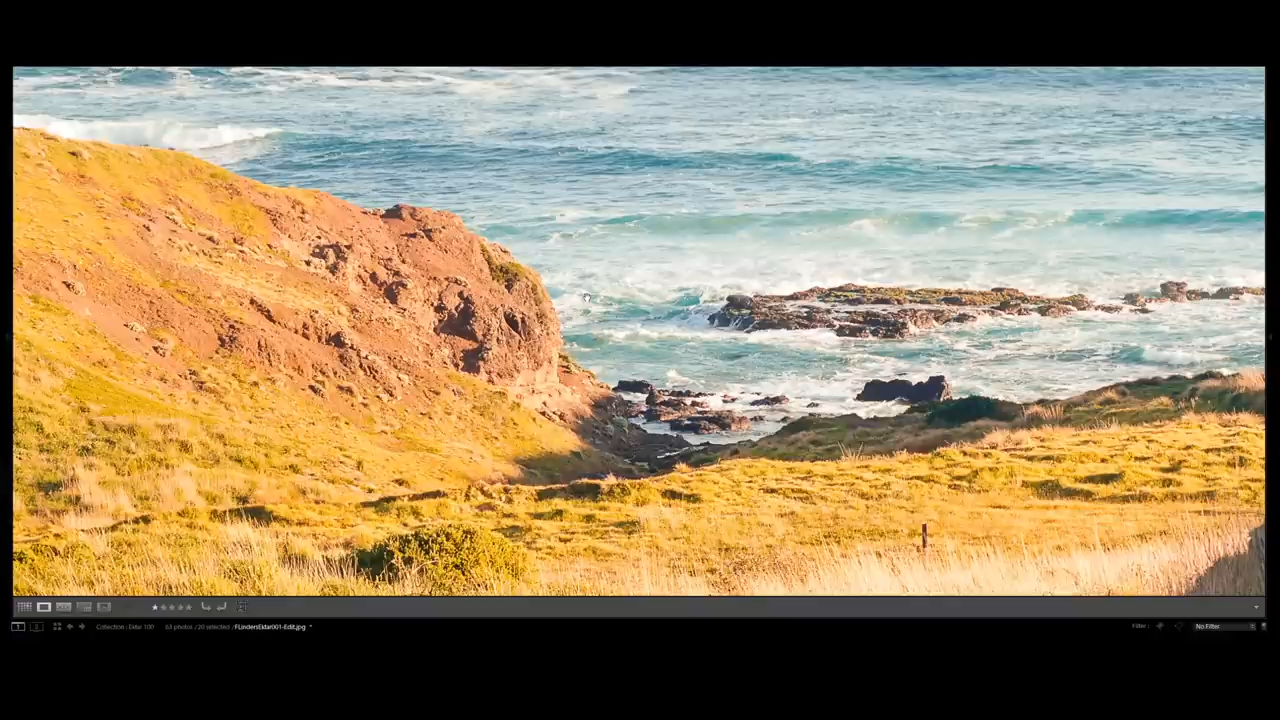 Collection : Ektar 100
63 photos / 20 selected / FLindersEktar001-Edit.jpg
Filter :
No Filter